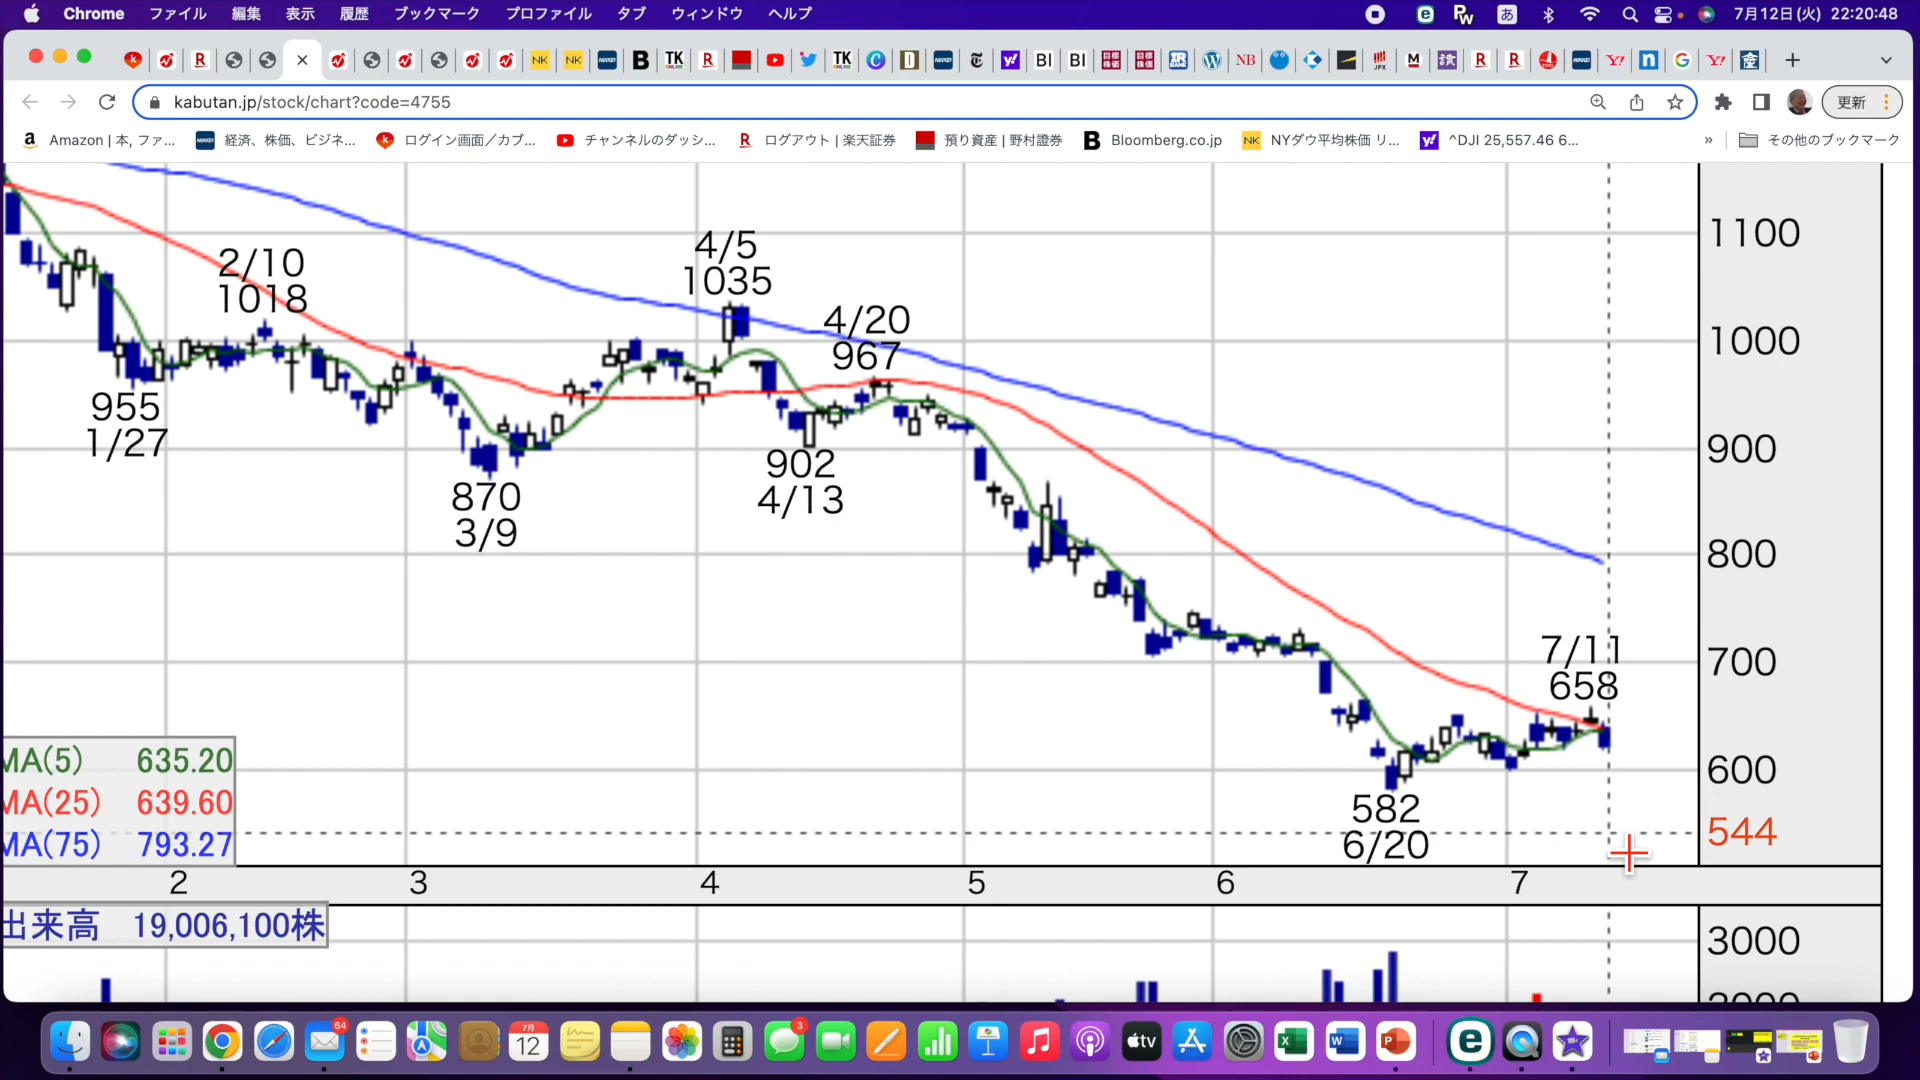 Chrome ファイル 編集 表示 履歴 ブックマーク プロファイル タブ ウィンドウ ヘルプ あ 7月12日(火) 22:20:48
kabutan.jp/stock/chart?code=4755 更新
Amazon | 本, ファ... 経済、株価、ビジネ... ログイン画面／カブ... チャンネルのダッシ... ログアウト | 楽天証券 預り資産 | 野村證券 Bloomberg.co.jp NYダウ平均株価 リ... ^DJI 25,557.46 6... » その他のブックマーク
1100
4/5
1035
2/10
1018
4/20
967
1000
955
1/27
900
902
4/13
870
3/9
800
7/11
658
700
MA(5) 635.20
600
MA(25) 639.60
582
6/20
MA(75) 793.27
544
2 3 4 5 6 7
出来高 19,006,100株
3000
64
7月
12
3
tv